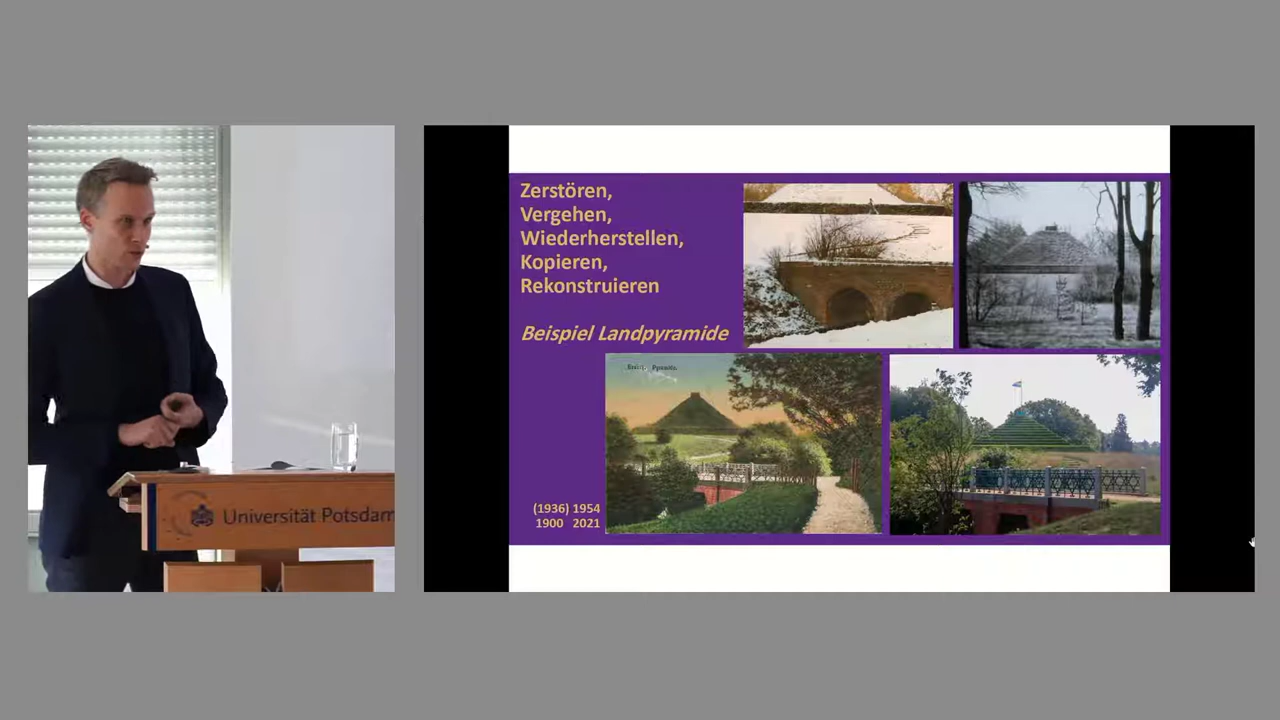 Zerstören,
Vergehen,
Wiederherstellen,
Kopieren,
Rekonstruieren
Beispiel Landpyramide
(1936) 1954
1900 2021
Universität Potsdam